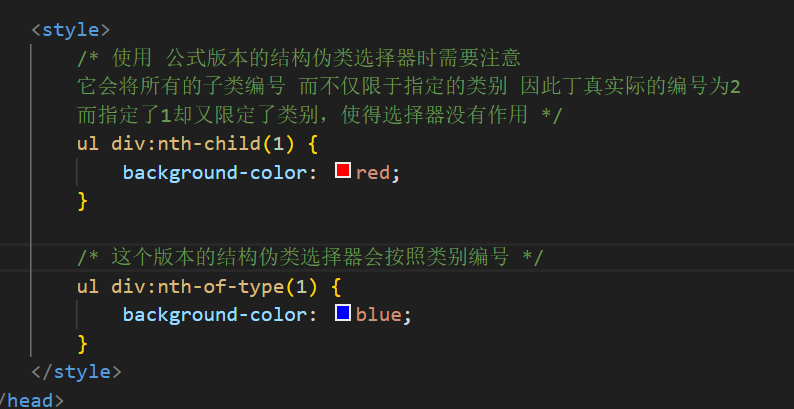 <style>
/* 使用 公式版本的结构伪类选择器时需要注意
它会将所有的子类编号 而不仅限于指定的类别 因此丁真实际的编号为2
而指定了1却又限定了类别，使得选择器没有作用 */
ul div:nth-child(1) {
background-color: red;
}
/* 这个版本的结构伪类选择器会按照类别编号 */
ul div:nth-of-type(1) {
background-color: blue;
}
</style>
/head>